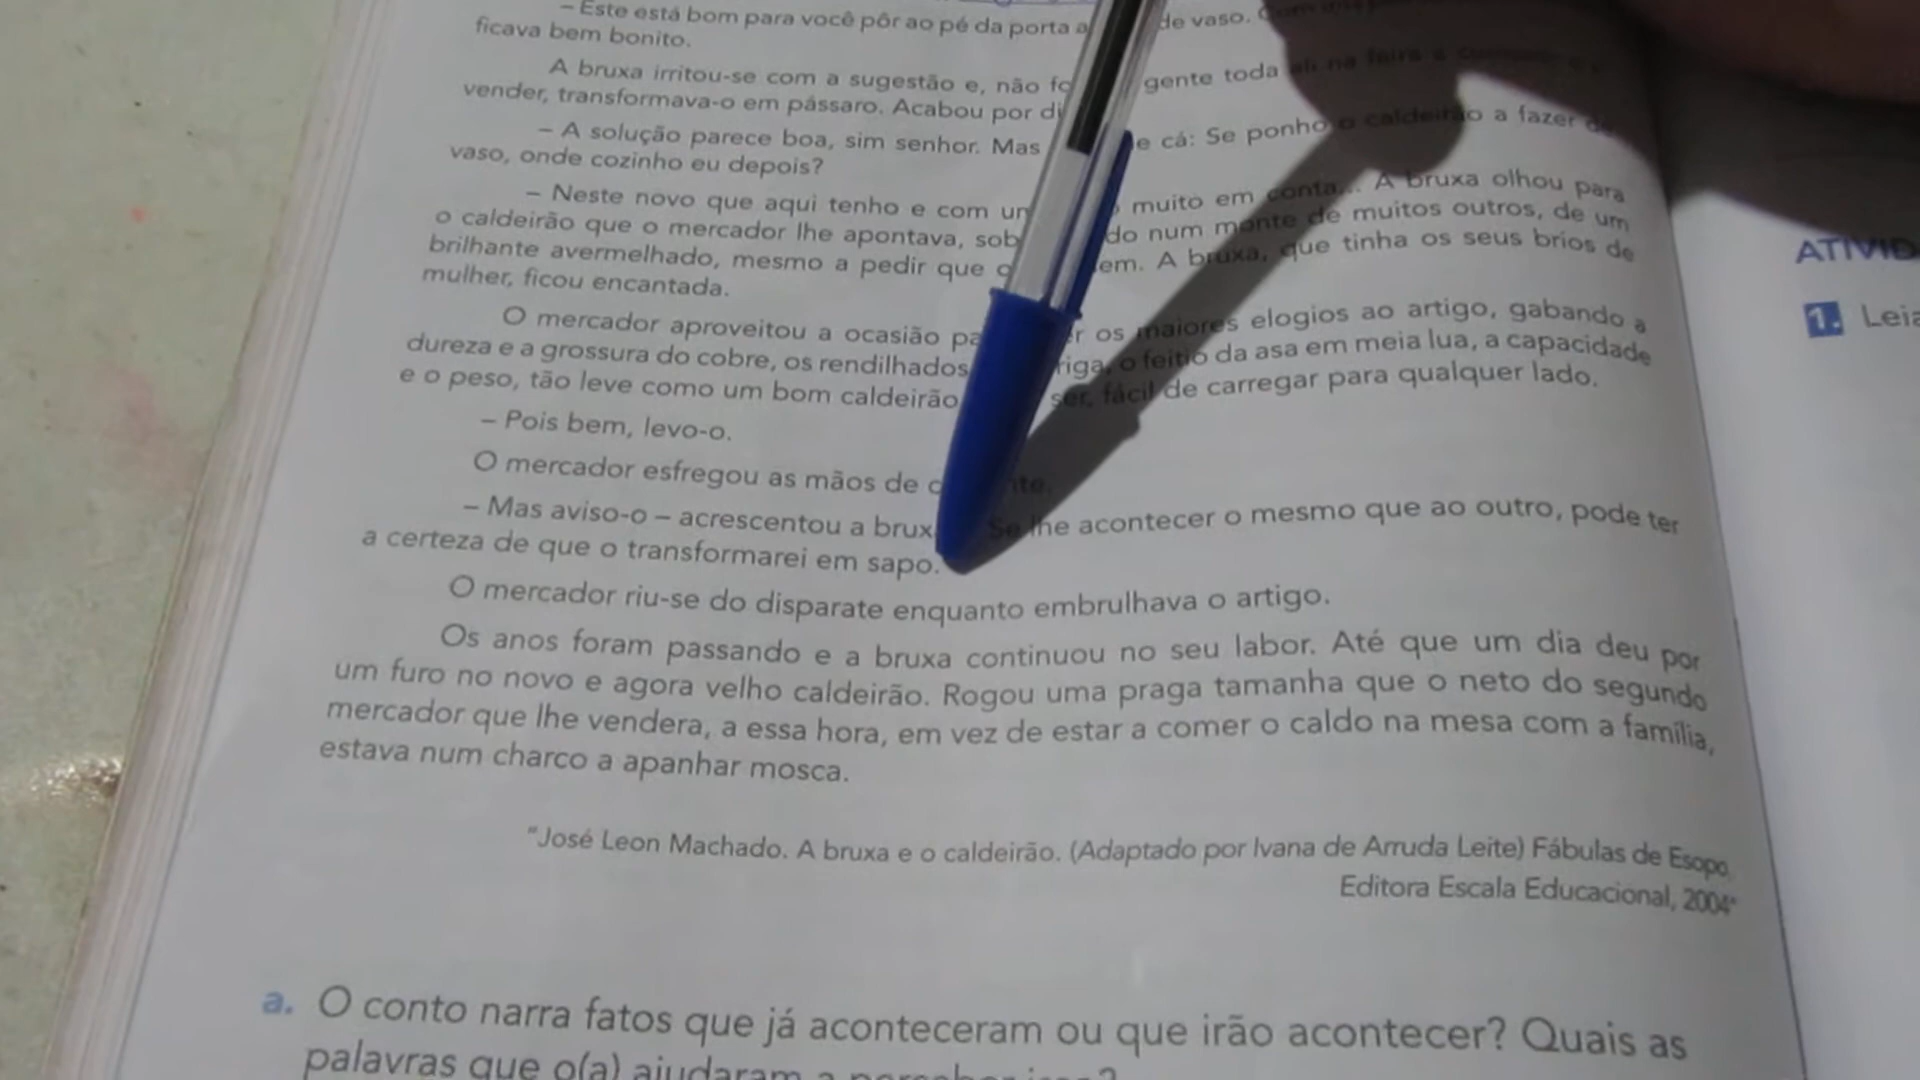 – Este está bom para você pôr ao pé da porta a de vaso.
ficava bem bonito.
A bruxa irritou-se com a sugestão e, não fo gente toda ali na feira a
vender, transformava-o em pássaro. Acabou por di
– A solução parece boa, sim senhor. Mas e cá: Se ponho o caldeirão a fazer de
vaso, onde cozinho eu depois?
– Neste novo que aqui tenho e com um muito em conta... A bruxa olhou para
o caldeirão que o mercador lhe apontava, sob do num monte de muitos outros, de um
brilhante avermelhado, mesmo a pedir que o em. A bruxa, que tinha os seus brios de
mulher, ficou encantada.
O mercador aproveitou a ocasião pa r os maiores elogios ao artigo, gabando a
dureza e a grossura do cobre, os rendilhados riga, o feitio da asa em meia lua, a capacidade
e o peso, tão leve como um bom caldeirão ser, fácil de carregar para qualquer lado.
– Pois bem, levo-o.
O mercador esfregou as mãos de c nte.
– Mas aviso-o – acrescentou a brux Se lhe acontecer o mesmo que ao outro, pode ter
a certeza de que o transformarei em sapo.
O mercador riu-se do disparate enquanto embrulhava o artigo.
Os anos foram passando e a bruxa continuou no seu labor. Até que um dia deu por
um furo no novo e agora velho caldeirão. Rogou uma praga tamanha que o neto do segundo
mercador que lhe vendera, a essa hora, em vez de estar a comer o caldo na mesa com a família,
estava num charco a apanhar mosca.
"José Leon Machado. A bruxa e o caldeirão. (Adaptado por Ivana de Arruda Leite) Fábulas de Esopo,
Editora Escala Educacional, 2004"
a. O conto narra fatos que já aconteceram ou que irão acontecer? Quais as
palavras que o(a) ajudaram a perceber isso?
ATIVID
1. Leia